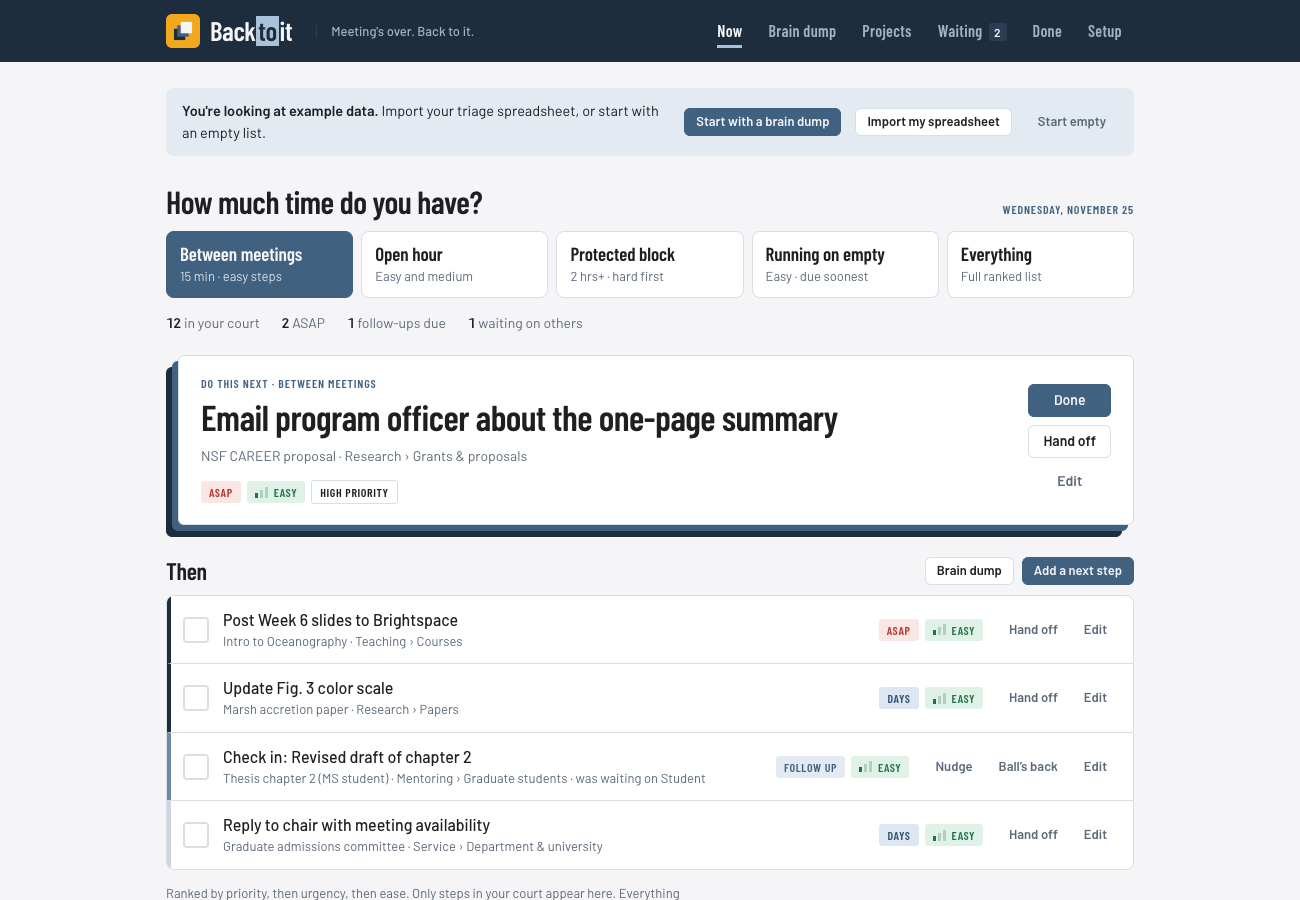 Backtoit
Meeting's over. Back to it.
Now
Brain dump
Projects
Waiting 2
Done
Setup
You're looking at example data. Import your triage spreadsheet, or start with
an empty list.
Start with a brain dump
Import my spreadsheet
Start empty
How much time do you have?
WEDNESDAY, NOVEMBER 25
Between meetings
15 min · easy steps
Open hour
Easy and medium
Protected block
2 hrs+ · hard first
Running on empty
Easy · due soonest
Everything
Full ranked list
12 in your court
2 ASAP
1 follow-ups due
1 waiting on others
DO THIS NEXT · BETWEEN MEETINGS
Email program officer about the one-page summary
NSF CAREER proposal · Research › Grants & proposals
ASAP
EASY
HIGH PRIORITY
Done
Hand off
Edit
Then
Brain dump
Add a next step
Post Week 6 slides to Brightspace
Intro to Oceanography · Teaching › Courses
ASAP
EASY
Hand off
Edit
Update Fig. 3 color scale
Marsh accretion paper · Research › Papers
DAYS
EASY
Hand off
Edit
Check in: Revised draft of chapter 2
Thesis chapter 2 (MS student) · Mentoring › Graduate students · was waiting on Student
FOLLOW UP
EASY
Nudge
Ball's back
Edit
Reply to chair with meeting availability
Graduate admissions committee · Service › Department & university
DAYS
EASY
Hand off
Edit
Ranked by priority, then urgency, then ease. Only steps in your court appear here. Everything